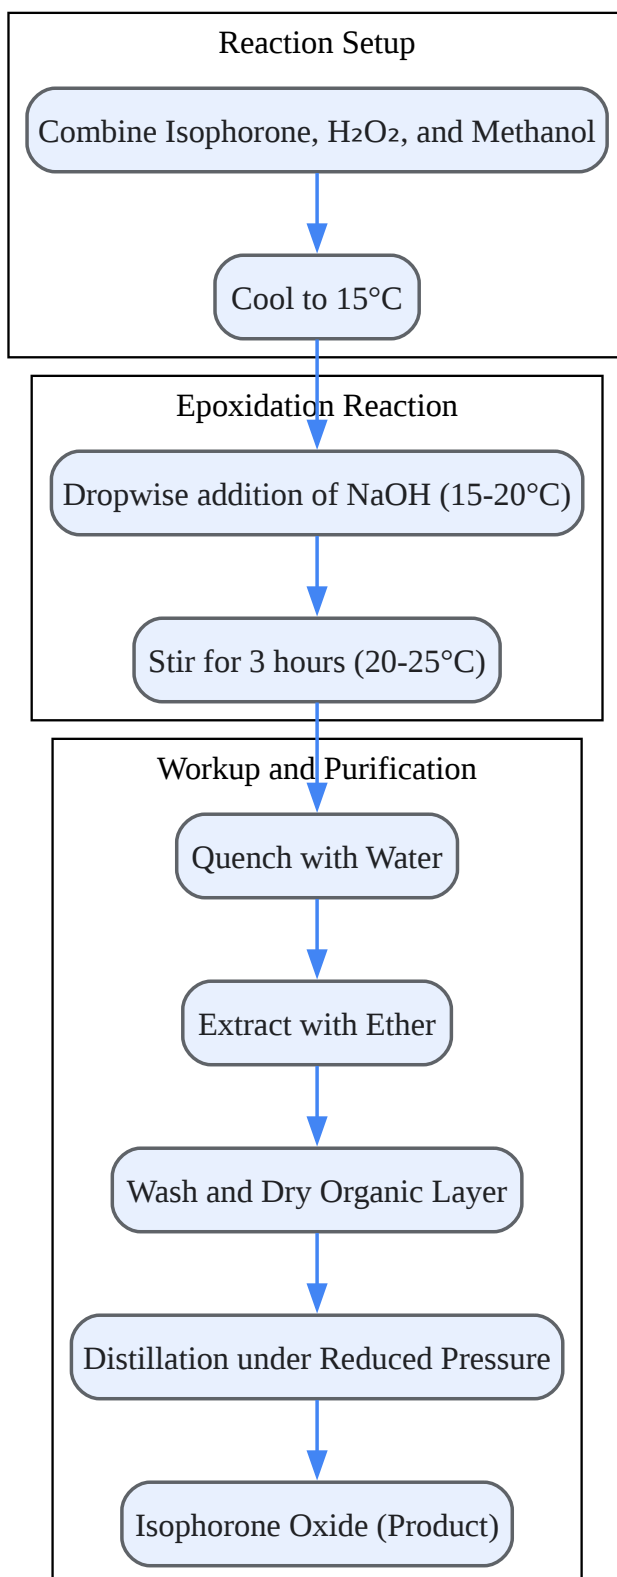 Reaction Setup
Combine Isophorone, H₂O₂, and Methanol
Cool to 15°C
Epoxidation Reaction
Dropwise addition of NaOH (15-20°C)
Stir for 3 hours (20-25°C)
Workup and Purification
Quench with Water
Extract with Ether
Wash and Dry Organic Layer
Distillation under Reduced Pressure
Isophorone Oxide (Product)